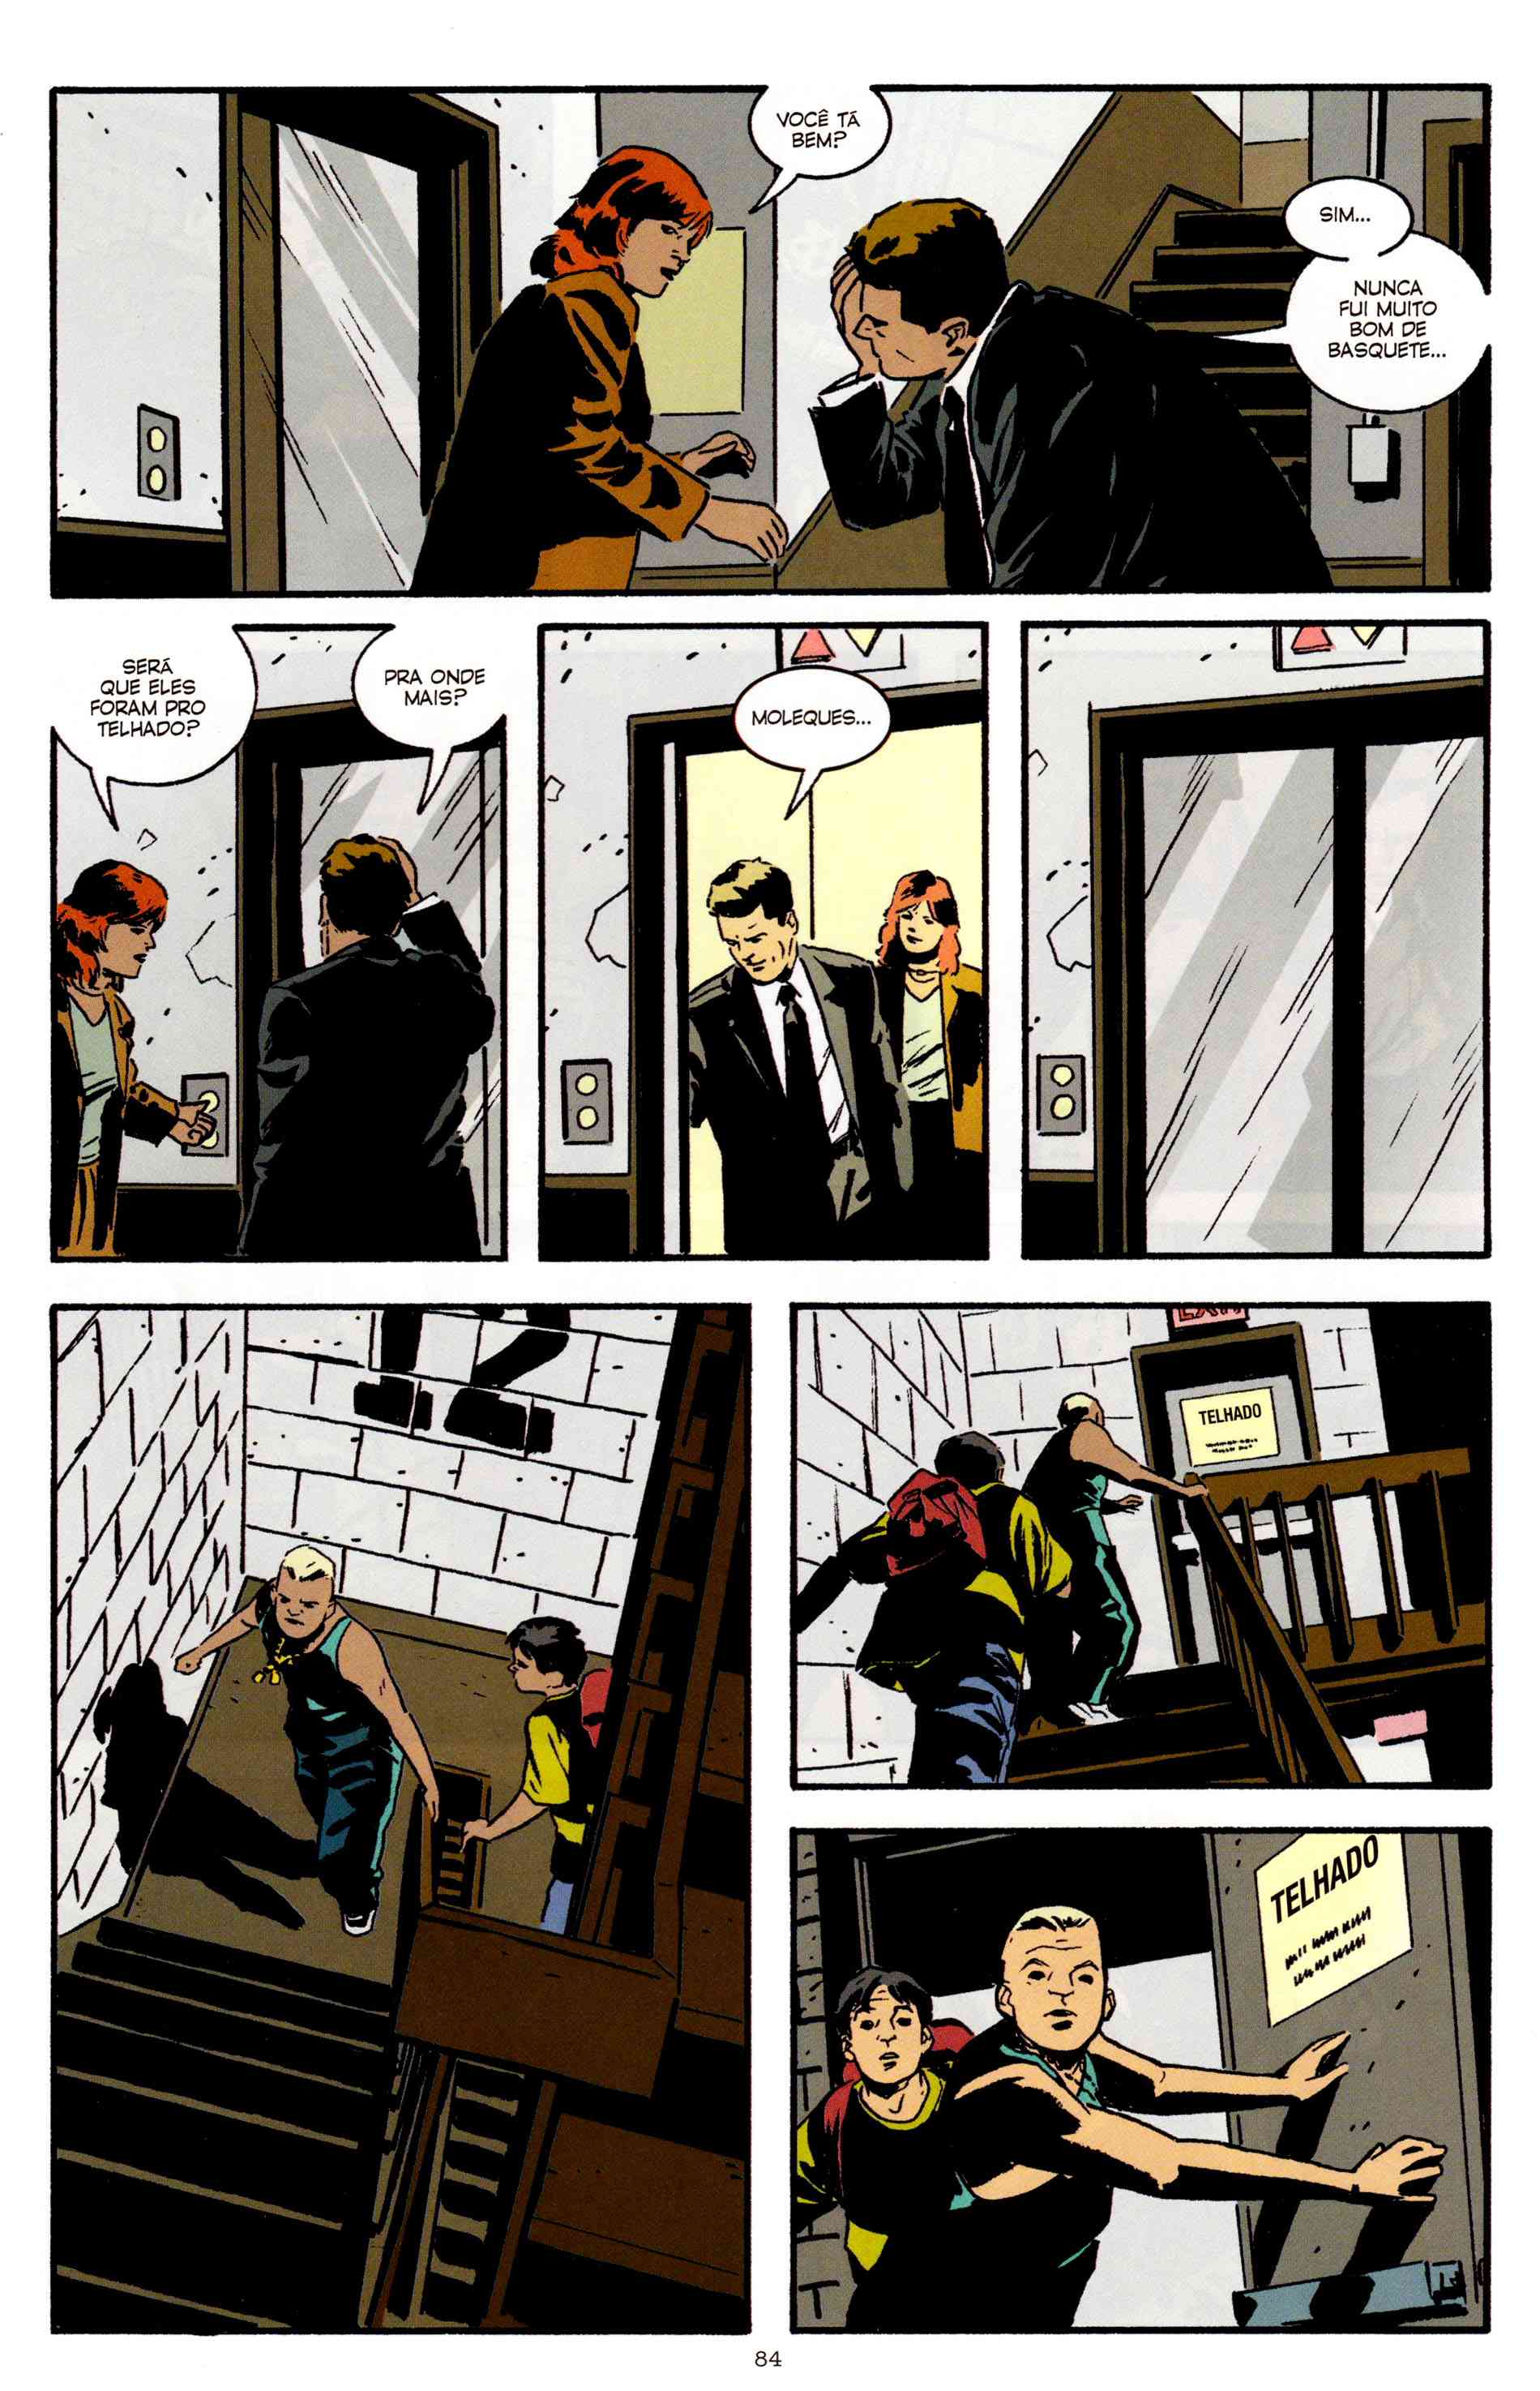 VOCÊ TÁ
BEM?
SIM...
NUNCA
FUI MUITO
BOM DE
BASQUETE...
SERÁ
QUE ELES
FORAM PRO
TELHADO?
PRA ONDE
MAIS?
MOLEQUES...
12
TELHADO
TELHADO
84